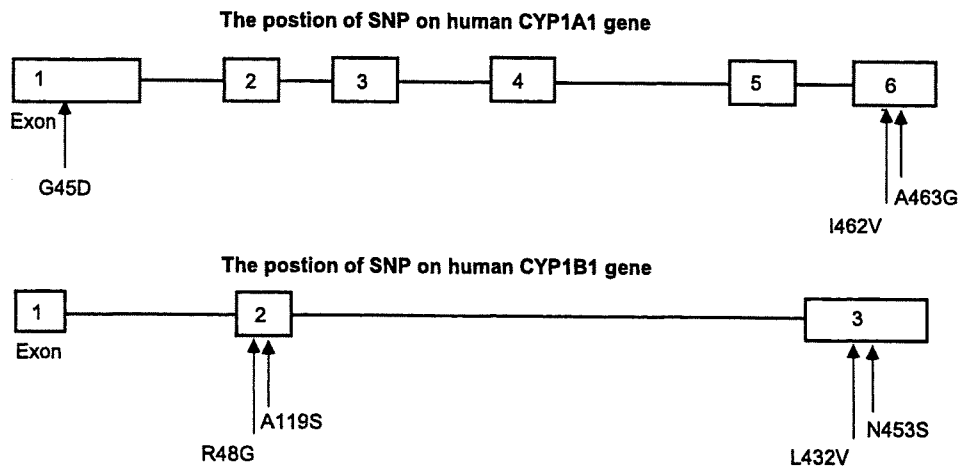 The postion of SNP on human CYP1A1 gene
1 2 3 4 5 6
Exon
G45D
A463G
I462V
The postion of SNP on human CYP1B1 gene
1 2 3
Exon
A119S
N453S
R48G
L432V